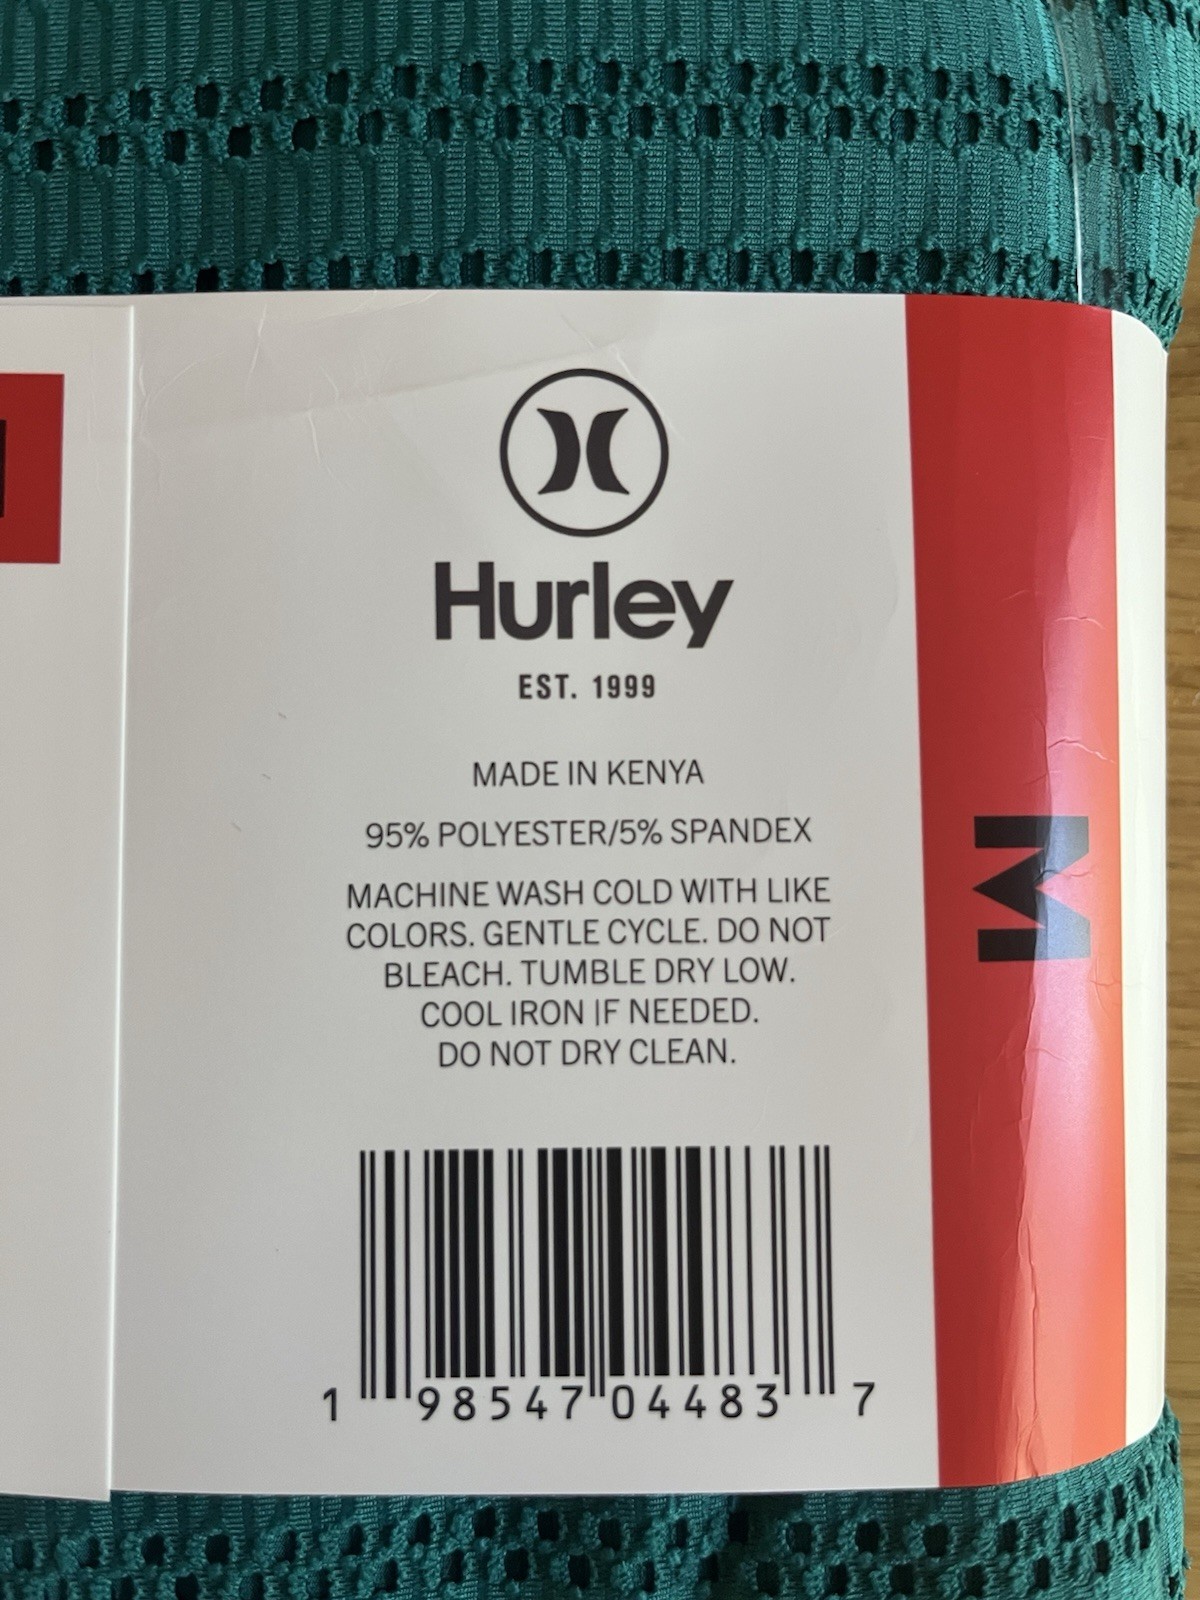 Hurley
EST. 1999
MADE IN KENYA
95% POLYESTER/5% SPANDEX
MACHINE WASH COLD WITH LIKE
COLORS. GENTLE CYCLE. DO NOT
BLEACH. TUMBLE DRY LOW.
COOL IRON IF NEEDED.
DO NOT DRY CLEAN.
1 98547 04483 7
M